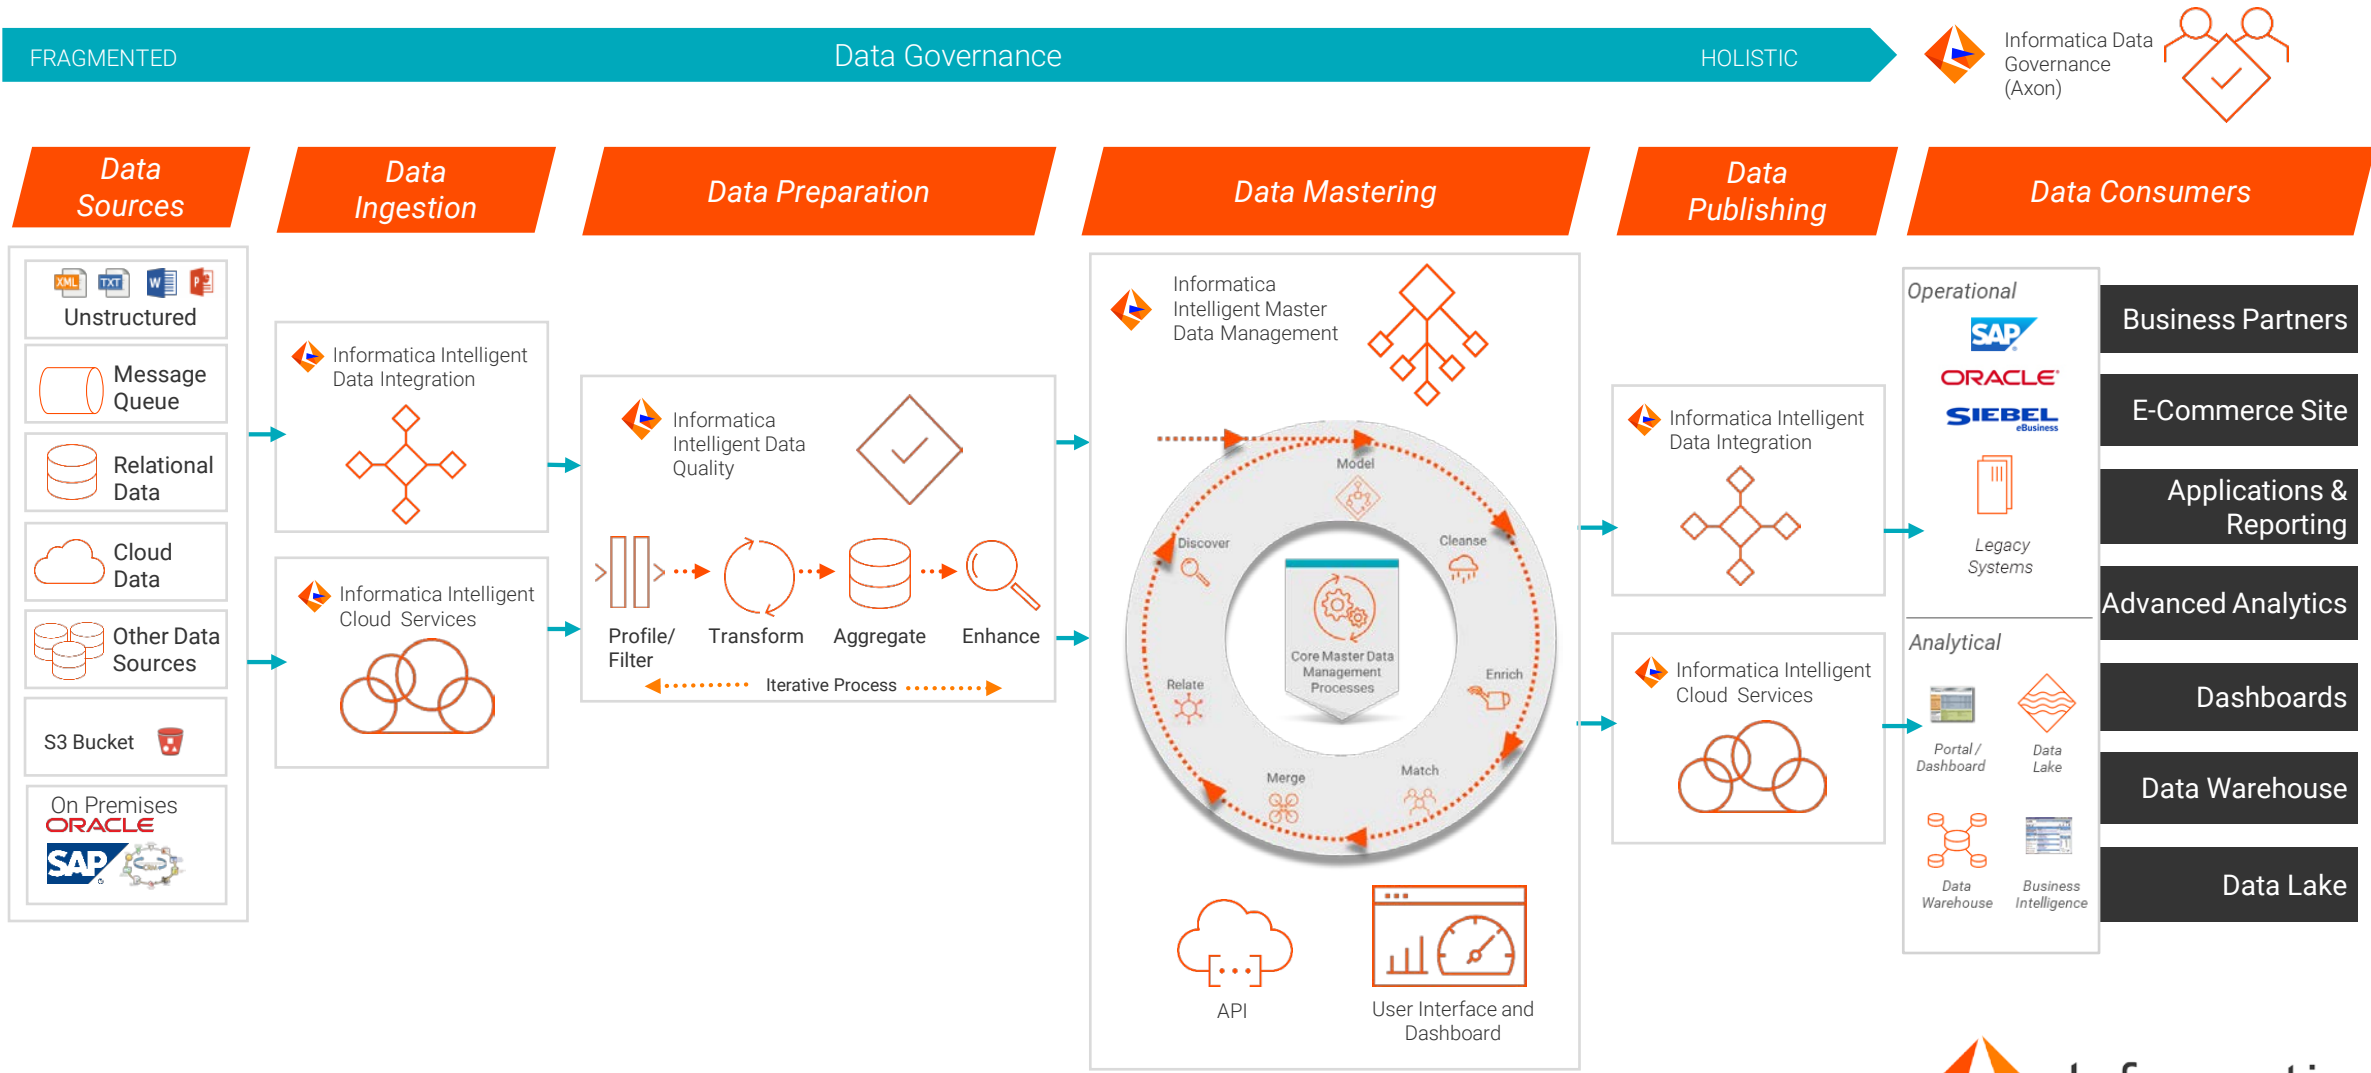 FRAGMENTED
Data Governance
HOLISTIC
Informatica Data
Governance
(Axon)
Data
Sources
Data
Ingestion
Data Preparation
Data Mastering
Data
Publishing
Data Consumers
XML
TXT
W
P
Unstructured
Message
Queue
Relational
Data
Cloud
Data
Other Data
Sources
S3 Bucket
On Premises
ORACLE
SAP
Informatica Intelligent
Data Integration
Informatica Intelligent
Cloud Services
Informatica
Intelligent Data
Quality
Profile/
Filter
Transform
Aggregate
Enhance
Iterative Process
Informatica
Intelligent Master
Data Management
Model
Cleanse
Enrich
Match
Merge
Relate
Discover
Core Master Data
Management
Processes
API
User Interface and
Dashboard
Informatica Intelligent
Data Integration
Informatica Intelligent
Cloud Services
Operational
SAP
ORACLE
SIEBEL
eBusiness
Legacy
Systems
Analytical
Portal /
Dashboard
Data
Lake
Data
Warehouse
Business
Intelligence
Business Partners
E-Commerce Site
Applications &
Reporting
Advanced Analytics
Dashboards
Data Warehouse
Data Lake